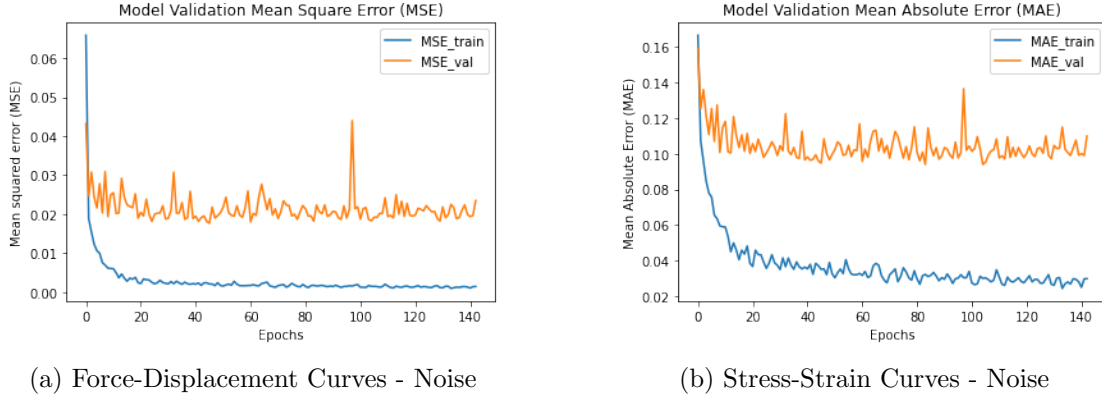 Model Validation Mean Square Error (MSE)
MSE_train
MSE_val
Mean squared error (MSE)
0.06
0.05
0.04
0.03
0.02
0.01
0.00
0 20 40 60 80 100 120 140
Epochs
(a) Force-Displacement Curves - Noise
Model Validation Mean Absolute Error (MAE)
MAE_train
MAE_val
Mean Absolute Error (MAE)
0.16
0.14
0.12
0.10
0.08
0.06
0.04
0.02
0 20 40 60 80 100 120 140
Epochs
(b) Stress-Strain Curves - Noise